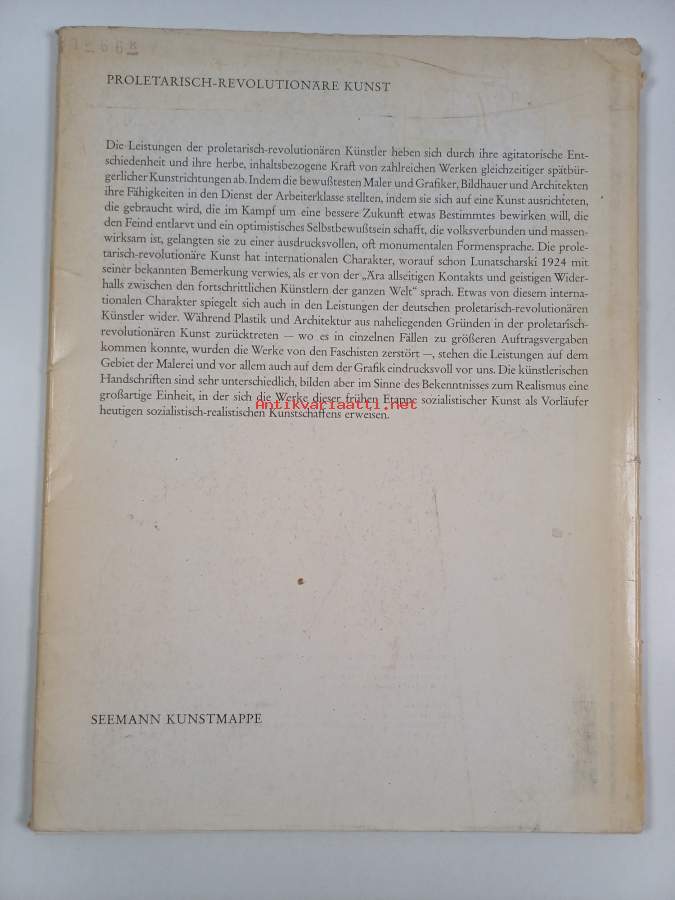 PROLETARISCH-REVOLUTIONÄRE KUNST
Die Leistungen der proletarisch-revolutionären Künstler heben sich durch ihre agitatorische Ent-
schiedenheit und ihre herbe, inhaltsbezogene Kraft von zahlreichen Werken gleichzeitiger spätbür-
gerlicher Kunstrichtungen ab. Indem die bewußtesten Maler und Grafiker, Bildhauer und Architekten
ihre Fähigkeiten in den Dienst der Arbeiterklasse stellten, indem sie sich auf eine Kunst ausrichteten,
die gebraucht wird, die im Kampf um eine bessere Zukunft etwas Bestimmtes bewirken will, die
den Feind entlarvt und ein optimistisches Selbstbewußtsein schafft, die volksverbunden und massen-
wirksam ist, gelangten sie zu einer ausdrucksvollen, oft monumentalen Formensprache. Die prole-
tarisch-revolutionäre Kunst hat internationalen Charakter, worauf schon Lunatscharski 1924 mit
seiner bekannten Bemerkung verwies, als er von der „Ära allseitigen Kontakts und geistigen Wider-
halls zwischen den fortschrittlichen Künstlern der ganzen Welt“ sprach. Etwas von diesem interna-
tionalen Charakter spiegelt sich auch in den Leistungen der deutschen proletarisch-revolutionären
Künstler wider. Während Plastik und Architektur aus naheliegenden Gründen in der proletarisch-
revolutionären Kunst zurücktreten — wo es in einzelnen Fällen zu größeren Auftragsvergaben
kommen konnte, wurden die Werke von den Faschisten zerstört —, stehen die Leistungen auf dem
Gebiet der Malerei und vor allem auch auf dem der Grafik eindrucksvoll vor uns. Die künstlerischen
Handschriften sind sehr unterschiedlich, bilden aber im Sinne des Bekenntnisses zum Realismus eine
großartige Einheit, in der sich die Werke dieser frühen Etappe sozialistischer Kunst als Vorläufer
heutigen sozialistisch-realistischen Kunstschaffens erweisen.
Antikvariaatti.net
SEEMANN KUNSTMAPPE